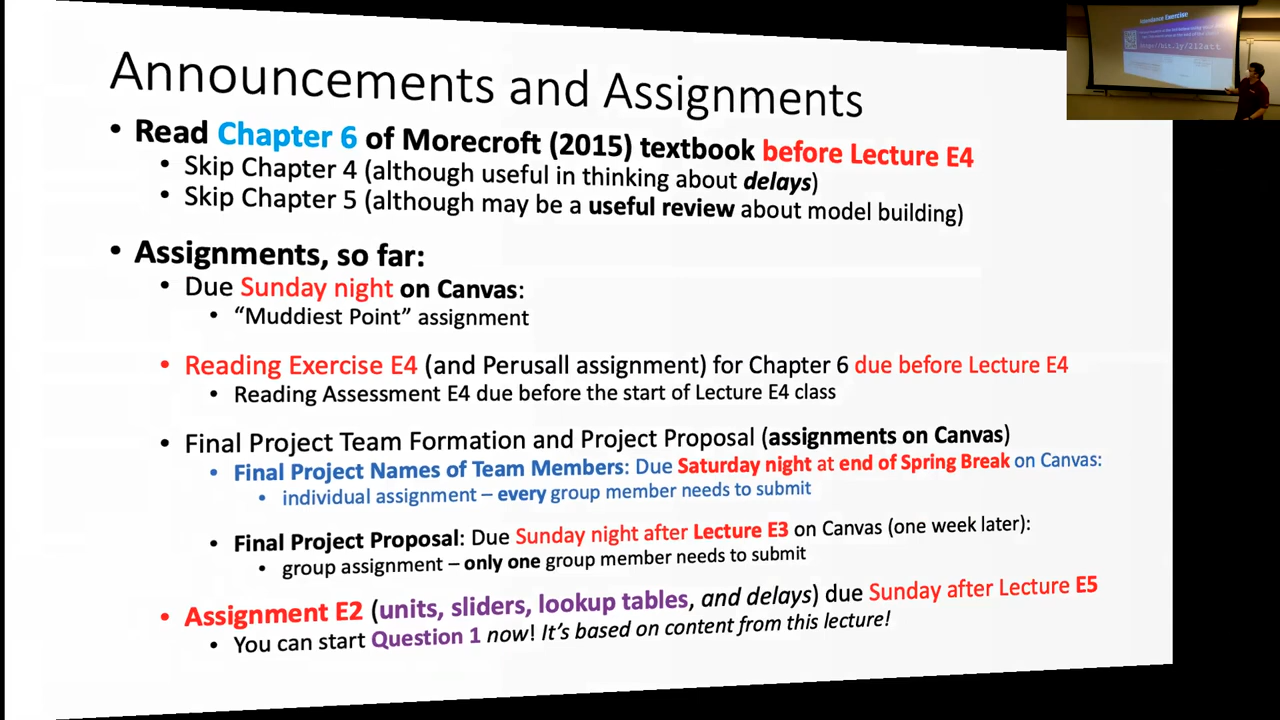 Announcements and Assignments
• Read Chapter 6 of Morecroft (2015) textbook before Lecture E4
• Skip Chapter 4 (although useful in thinking about delays)
• Skip Chapter 5 (although may be a useful review about model building)
• Assignments, so far:
• Due Sunday night on Canvas:
• “Muddiest Point” assignment
• Reading Exercise E4 (and Perusall assignment) for Chapter 6 due before Lecture E4
• Reading Assessment E4 due before the start of Lecture E4 class
• Final Project Team Formation and Project Proposal (assignments on Canvas)
• Final Project Names of Team Members: Due Saturday night at end of Spring Break on Canvas:
• individual assignment – every group member needs to submit
• Final Project Proposal: Due Sunday night after Lecture E3 on Canvas (one week later):
• group assignment – only one group member needs to submit
• Assignment E2 (units, sliders, lookup tables, and delays) due Sunday after Lecture E5
• You can start Question 1 now! It’s based on content from this lecture!
Attendance Exercise